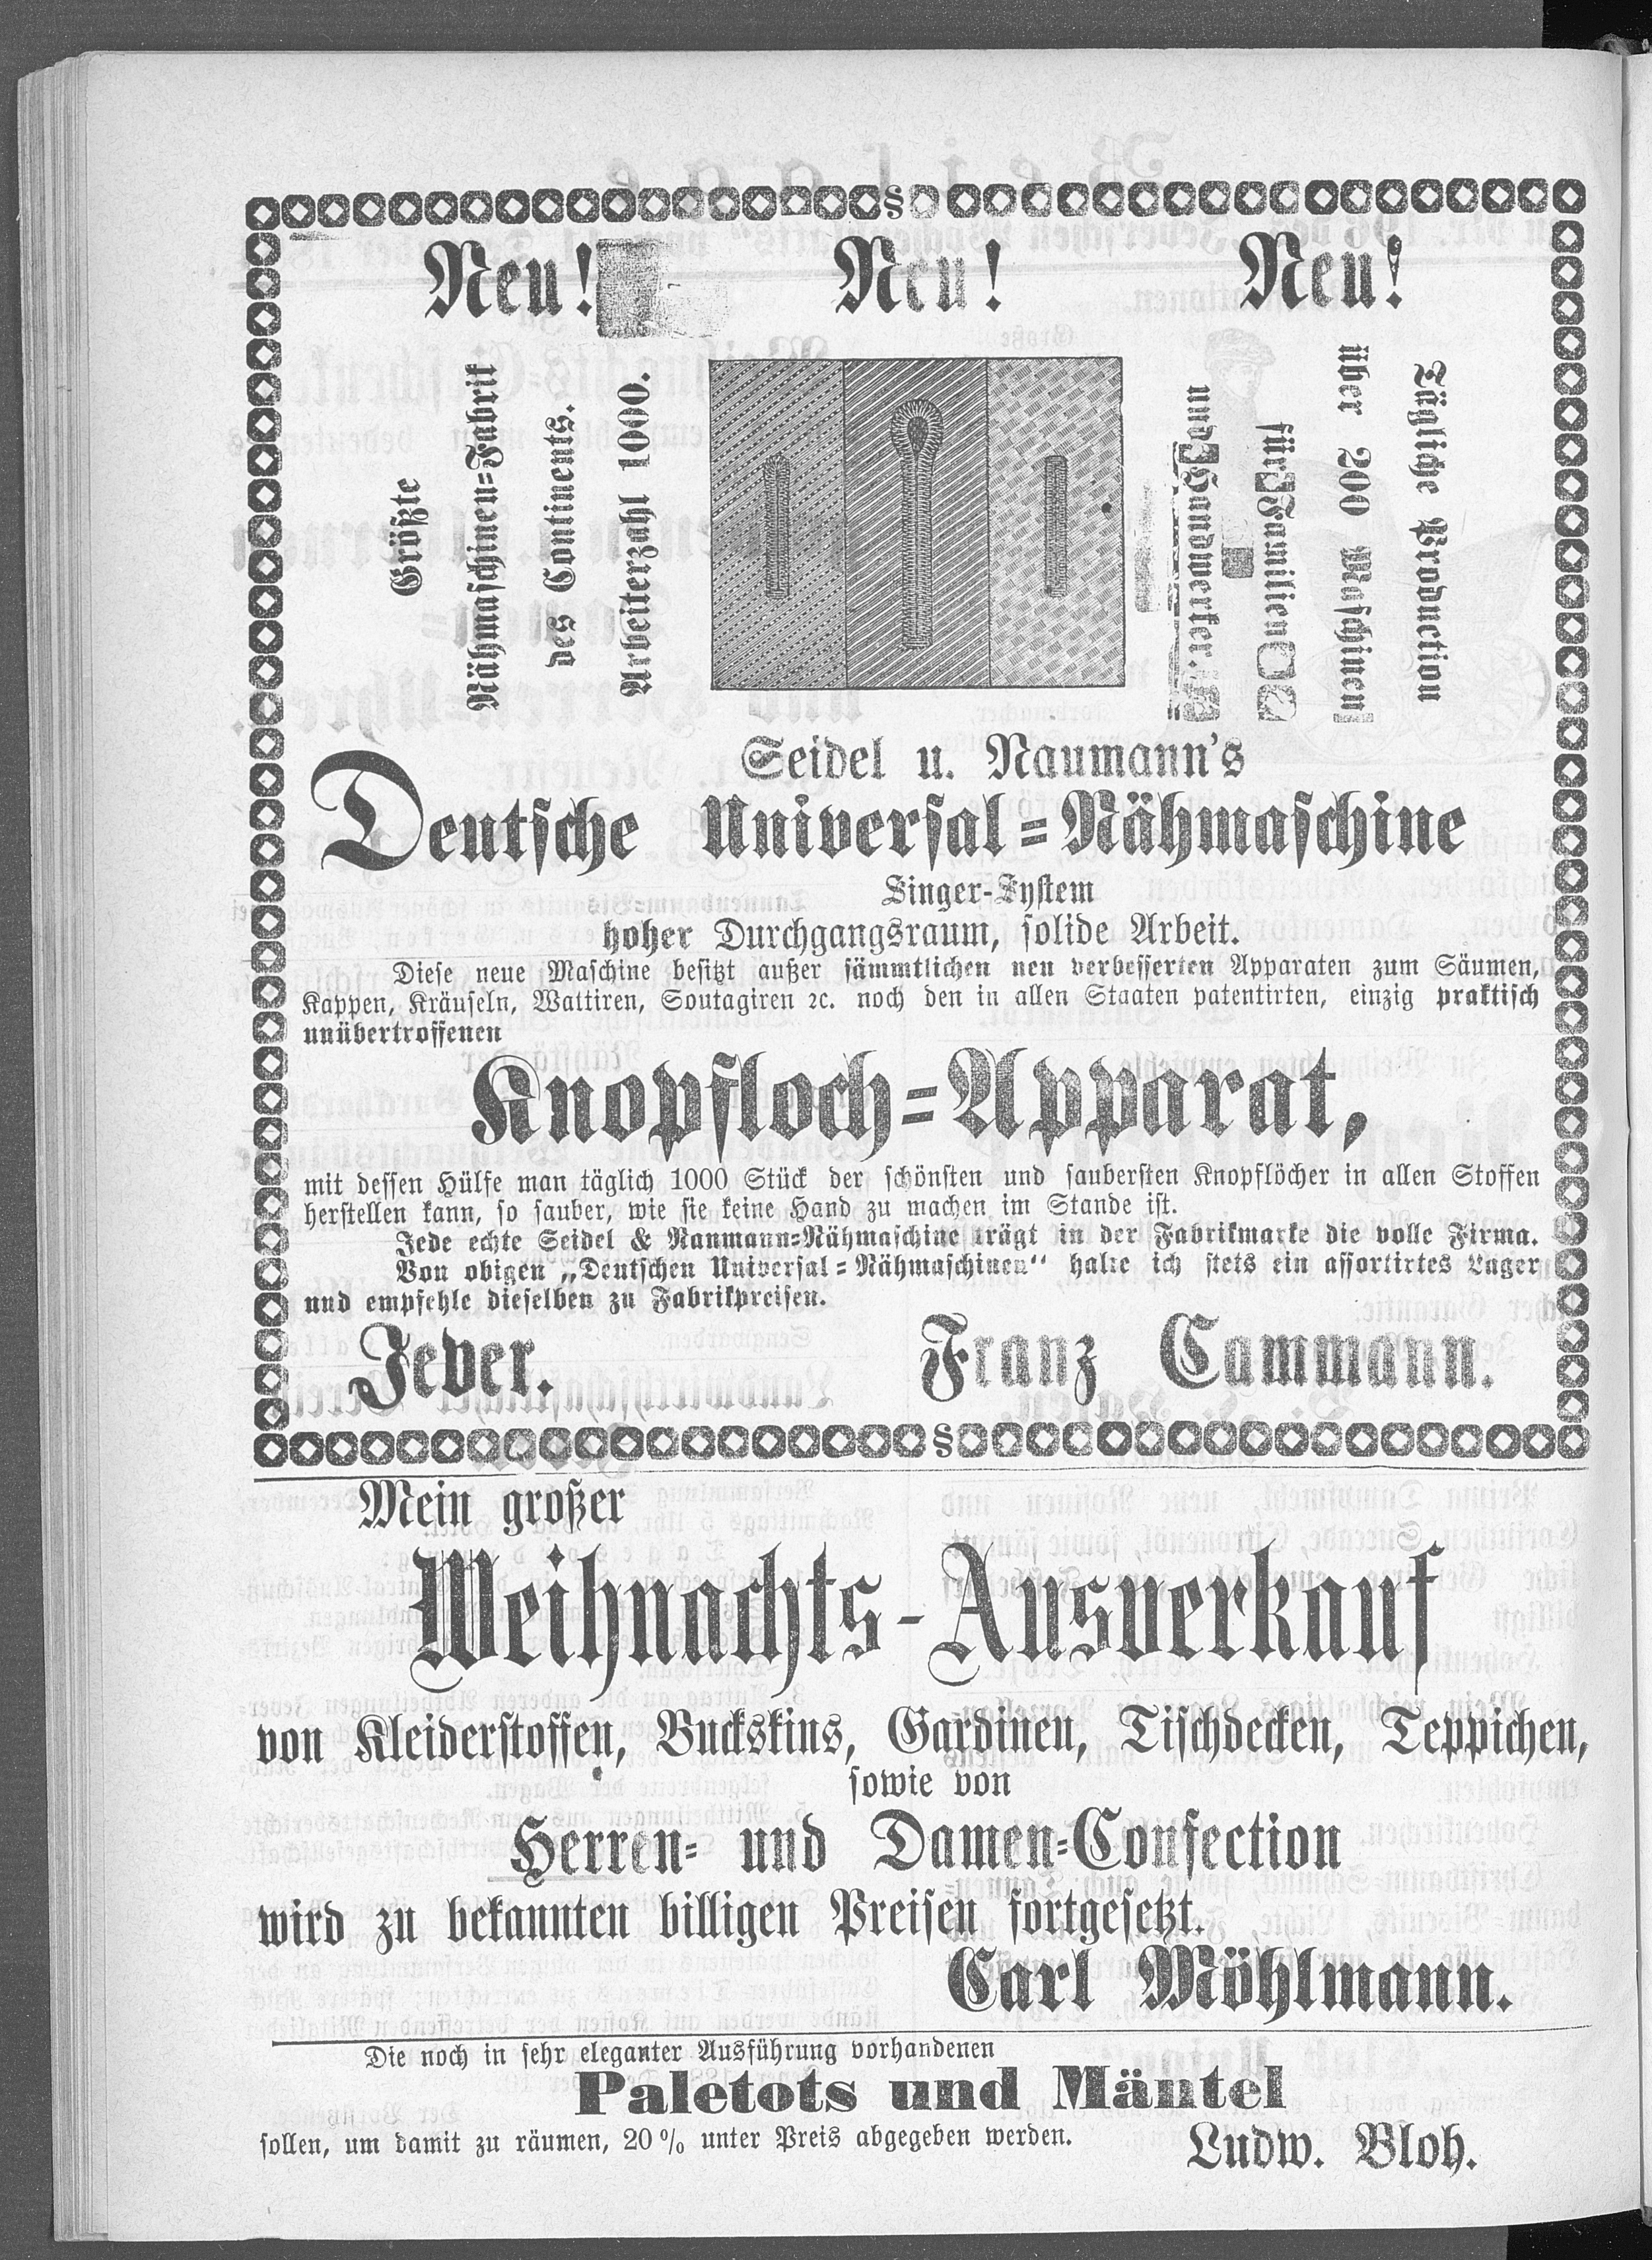 Neu! Neu! Neu!
Größte
Nähmaschinen-Fabrik
des Continents.
Arbeiterzahl 1000.
Tägliche Production
über 200 Maschinen
für Familien
und Handwerker.
Seidel u. Naumann's
Deutsche Universal-Nähmaschine
Singer-System
hoher Durchgangsraum, solide Arbeit.
Diese neue Maschine besitzt außer sämmtlichen neu verbesserten Apparaten zum Säumen,
Kappen, Kräuseln, Wattiren, Soutagiren ꝛc. noch den in allen Staaten patentirten, einzig praktisch
unübertroffenen
Knopfloch-Apparat,
mit dessen Hülfe man täglich 1000 Stück der schönsten und saubersten Knopflöcher in allen Stoffen
herstellen kann, so sauber, wie sie keine Hand zu machen im Stande ist.
Jede echte Seidel & Naumann-Nähmaschine trägt in der Fabrikmarke die volle Firma.
Von obigen „Deutschen Universal-Nähmaschinen“ halte ich stets ein assortirtes Lager
und empfehle dieselben zu Fabrikpreisen.
Jever. Franz Cammann.
Mein großer
Weihnachts-Ausverkauf
von Kleiderstoffen, Buckskins, Gardinen, Tischdecken, Teppichen,
sowie von
Herren- und Damen-Confection
wird zu bekannten billigen Preisen fortgesetzt.
Carl Möhlmann.
Die noch in sehr eleganter Ausführung vorhandenen
Paletots und Mäntel
sollen, um damit zu räumen, 20 % unter Preis abgegeben werden.
Ludw. Bloh.